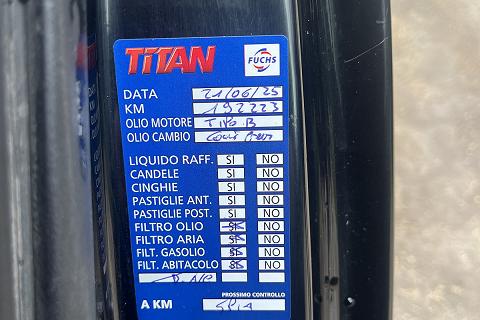 TITAN FUCHS
DATA 21/06/25
KM 192223
OLIO MOTORE TIPO B
OLIO CAMBIO
LIQUIDO RAFF. SI NO
CANDELE SI NO
CINGHIE SI NO
PASTIGLIE ANT. SI NO
PASTIGLIE POST. SI NO
FILTRO OLIO SI NO
FILTRO ARIA SI NO
FILT. GASOLIO SI NO
FILT. ABITACOLO SI NO
PROSSIMO CONTROLLO
A KM SPIA